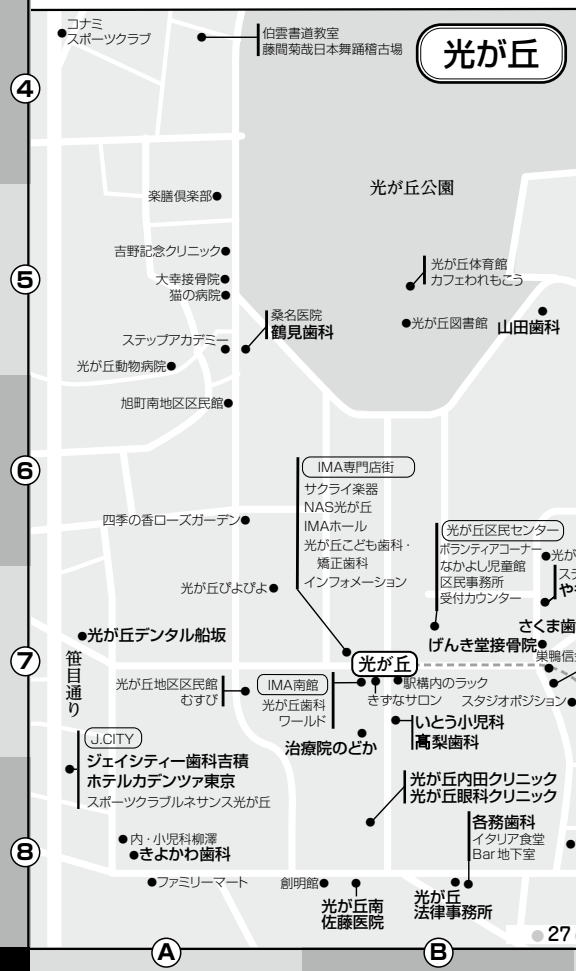 光が丘
コナミ
スポーツクラブ
伯雲書道教室
藤間菊哉日本舞踊稽古場
④
光が丘公園
楽膳倶楽部
吉野記念クリニック
⑤
大幸接骨院
猫の病院
光が丘体育館
カフェわれもこう
桑名医院
鶴見歯科
光が丘図書館
山田歯科
ステップアカデミー
光が丘動物病院
旭町南地区区民館
⑥
IMA専門店街
サクライ楽器
NAS光が丘
IMAホール
光が丘こども歯科・
矯正歯科
インフォメーション
四季の香ローズガーデン
光が丘区民センター
ボランティアコーナー
なかよし児童館
区民事務所
受付カウンター
光が
ステ
や
光が丘ぴよぴよ
さくま歯
光が丘デンタル船坂
げんき堂接骨院
⑦
笹目通り
光が丘
巣鴨信
光が丘地区区民館
むすび
IMA南館
光が丘歯科
ワールド
駅構内のラック
きずなサロン
スタジオポジション
いとう小児科
髙梨歯科
治療院のどか
J.CITY
ジェイシティー歯科吉積
ホテルカデンツァ東京
スポーツクラブルネサンス光が丘
光が丘内田クリニック
光が丘眼科クリニック
⑧
内・小児科柳澤
きよかわ歯科
各務歯科
イタリア食堂
Bar 地下室
ファミリーマート
創明館
光が丘南
佐藤医院
光が丘
法律事務所
27
Ⓐ
Ⓑ